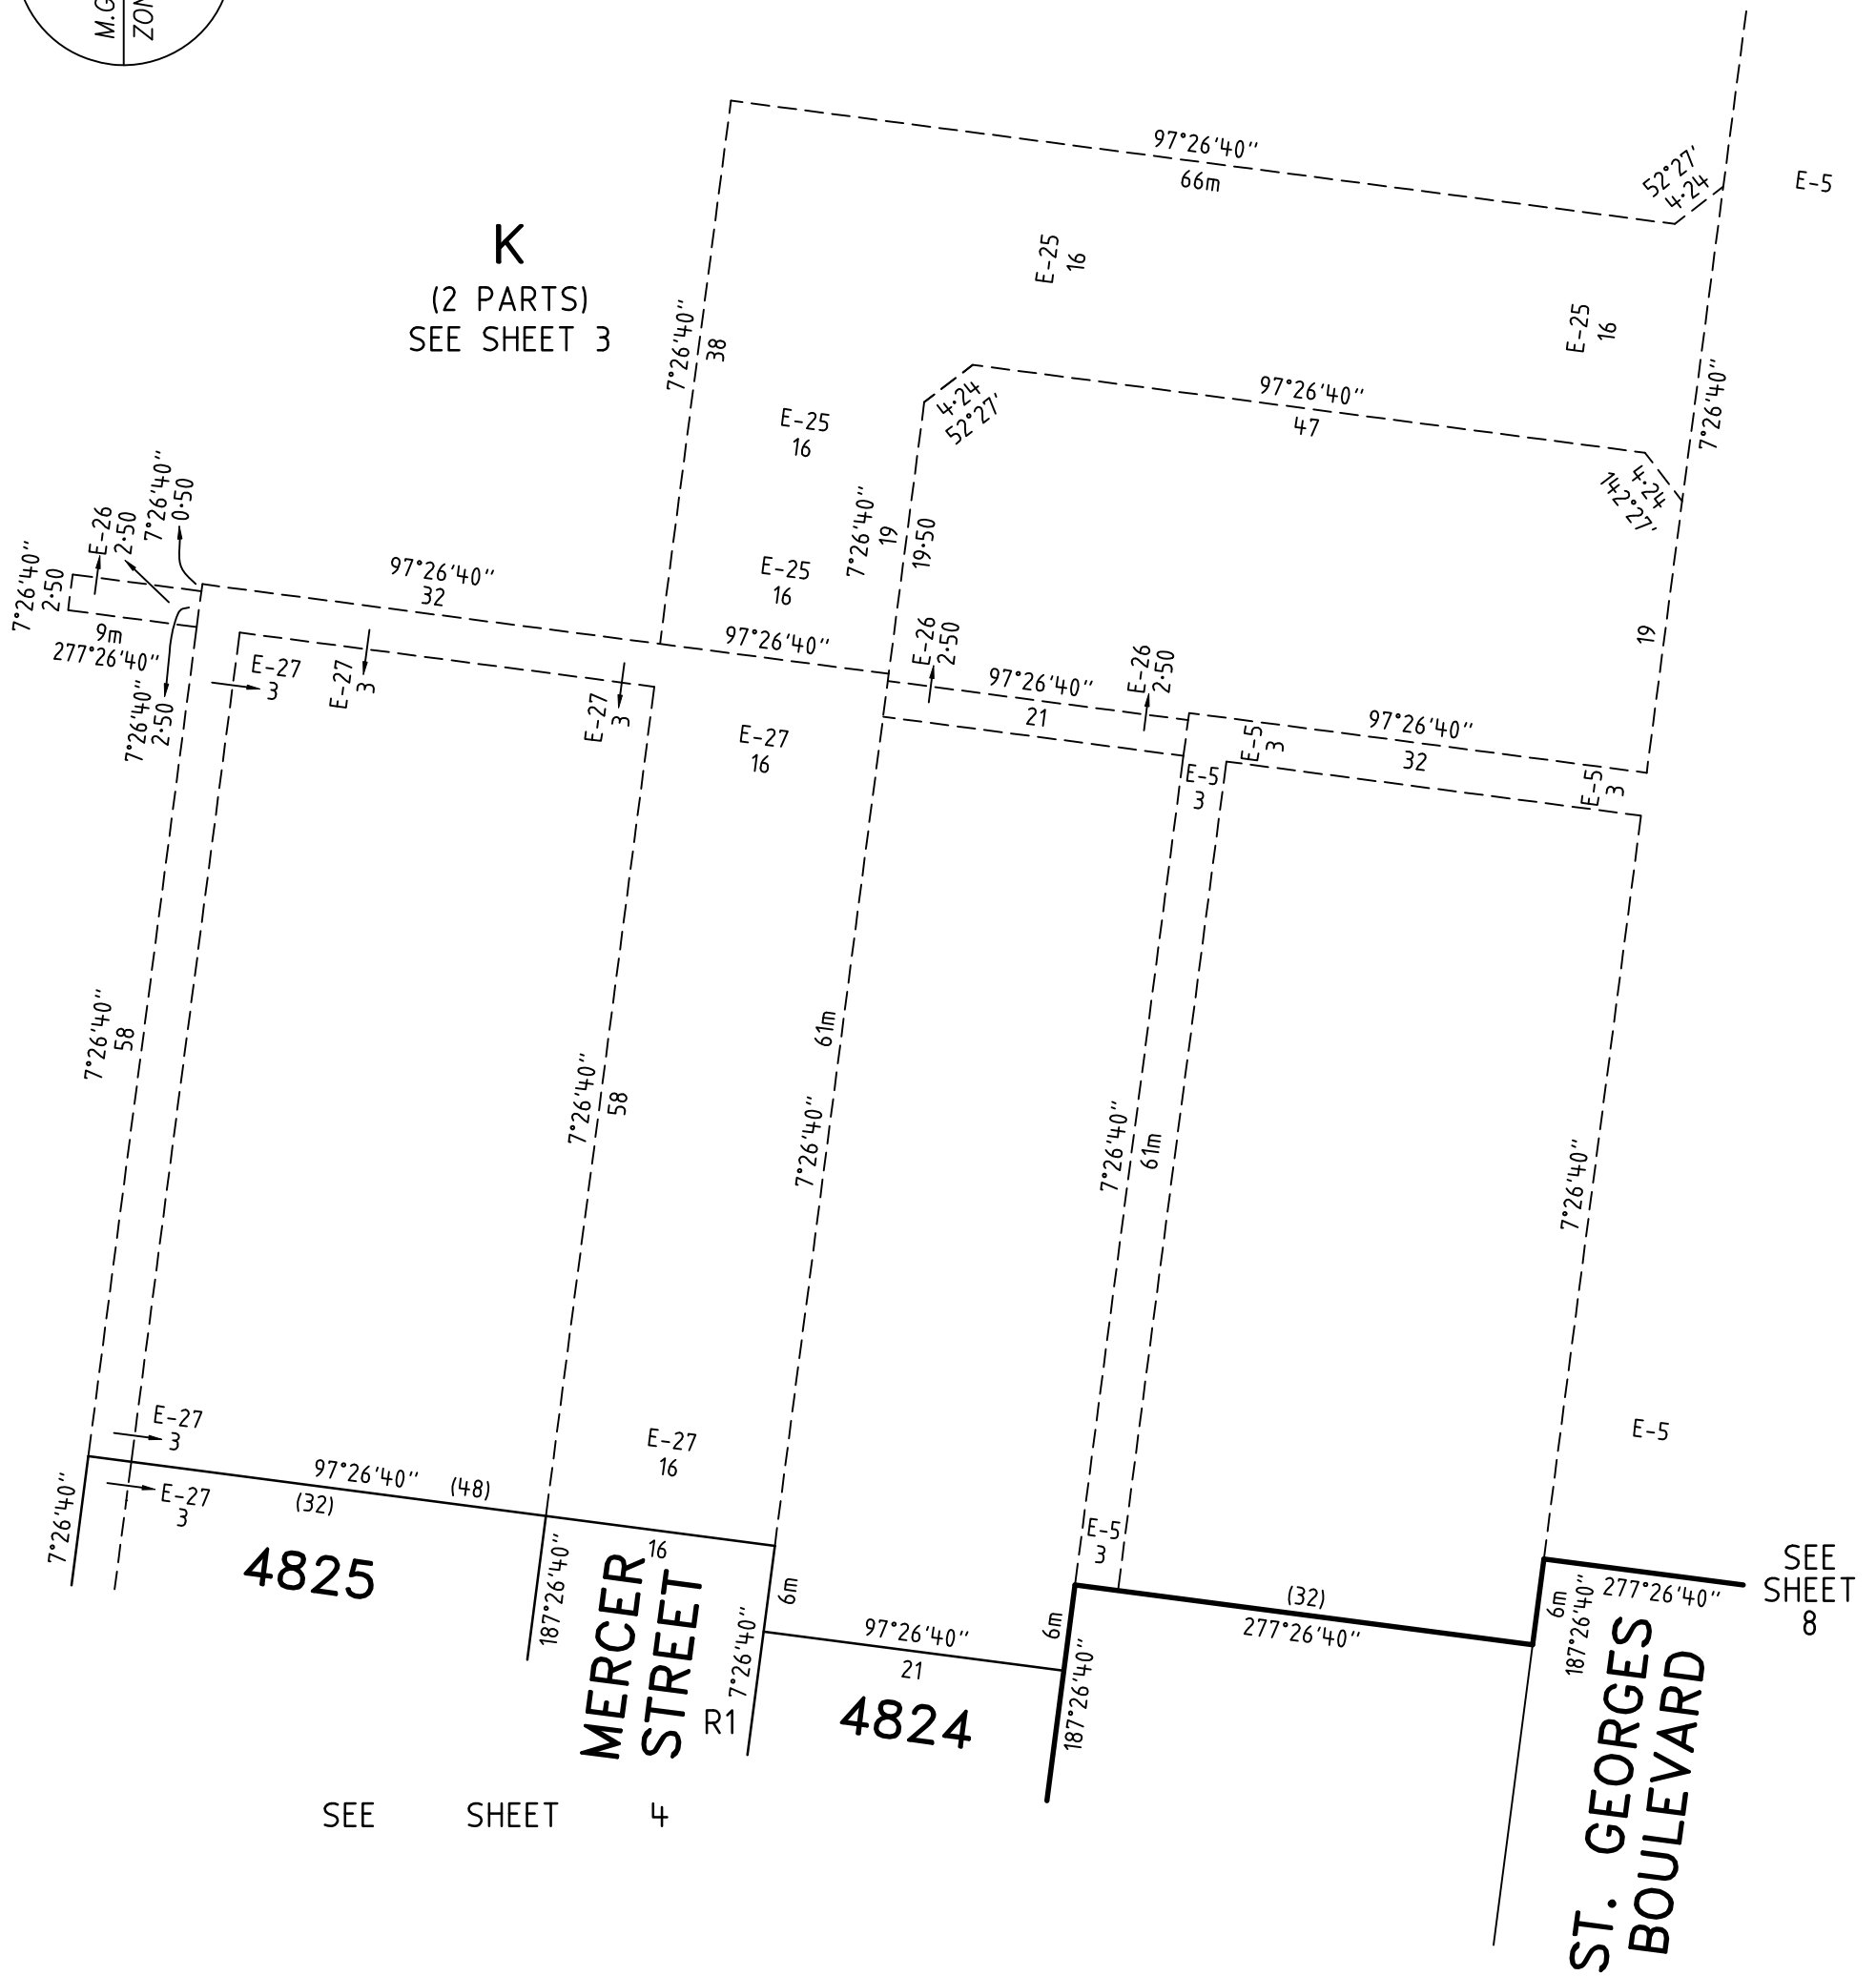 M.G
ZON
97°26'40"
66m
52°27'
4·24
E-5
K
(2 PARTS)
SEE SHEET 3
E-25
16
E-25
16
7°26'40"
38
4·24
52°27'
97°26'40"
47
7°26'40"
E-25
16
4·24
142°27'
7°26'40"
0·50
E-26
2·50
7°26'40"
2·50
7°26'40"
19
19·50
97°26'40"
32
E-25
16
9m
277°26'40"
97°26'40"
E-26
2·50
19
E-27
3
E-27
3
97°26'40"
21
E-26
2·50
7°26'40"
2·50
E-27
3
E-27
16
E-5
3
97°26'40"
32
E-5
3
E-5
3
7°26'40"
58
7°26'40"
58
61m
7°26'40"
7°26'40"
61m
7°26'40"
E-27
3
E-27
16
E-5
97°26'40"
(48)
(32)
7°26'40"
E-27
3
E-5
3
4825
187°26'40"
MERCER
STREET
16
6m
7°26'40"
R1
97°26'40"
21
4824
6m
187°26'40"
(32)
277°26'40"
6m
187°26'40"
277°26'40"
SEE
SHEET
8
ST. GEORGES
BOULEVARD
SEE SHEET 4